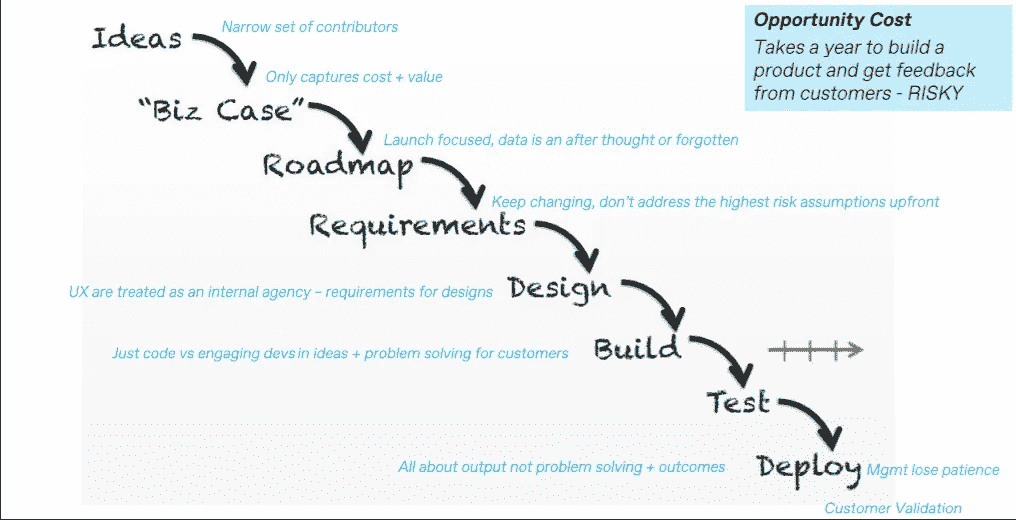 Ideas
Narrow set of contributors
Opportunity Cost
Takes a year to build a
product and get feedback
from customers - RISKY
Only captures cost + value
“Biz Case”
Launch focused, data is an after thought or forgotten
Roadmap
Keep changing, don't address the highest risk assumptions upfront
Requirements
UX are treated as an internal agency – requirements for designs
Design
Just code vs engaging devs in ideas + problem solving for customers
Build
Test
All about output not problem solving + outcomes
Deploy
Mgmt lose patience
Customer Validation